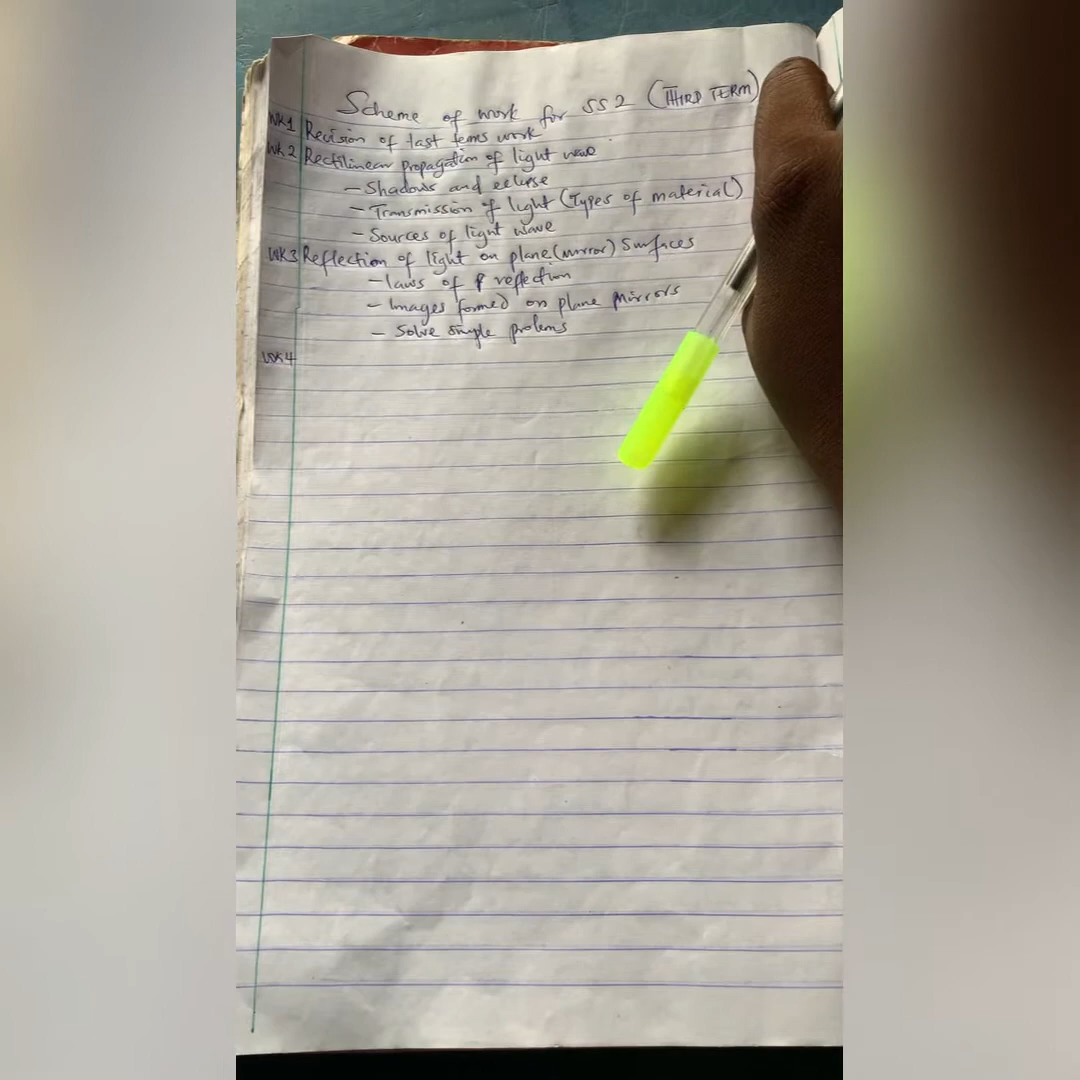 Scheme of work for SS2 (THIRD TERM)
WK1 Recision of last tems work
WK2 Rectilinear propagation of light wave
- Shadows and eclipse
- Transmission of light (Types of material)
- Sources of light wave
WK3 Reflection of light on plane (mirror) Surfaces
- laws of reflection
- Images formed on plane mirrors
- Solve simple prolems
WK4